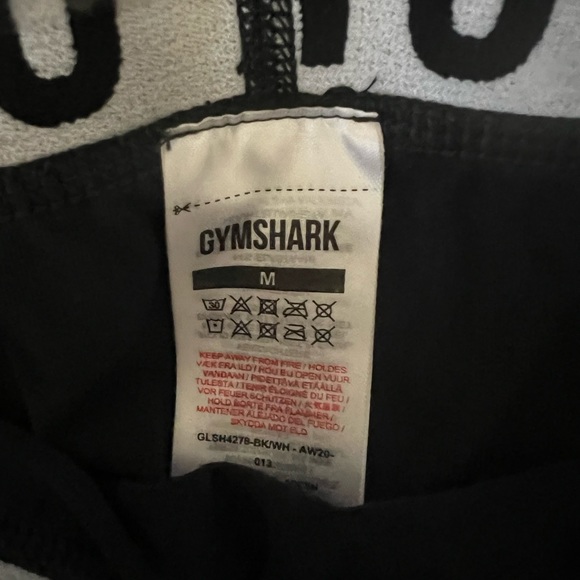 GYMSHARK
M
30
KEEP AWAY FROM FIRE / HOLDES
VÆK FRA ILD / HOU BIJ OPEN VUUR
VANDAAN / PIDETTÄVÄ ETÄÄLLÄ
TULESTA / TENIR ÉLOIGNÉ DU FEU /
VOR FEUER SCHÜTZEN /
HOLD BORTE FRA FLAMMER /
MANTENER ALEJADO DEL FUEGO /
SKYDDA MOT ELD
GLSH4278-BK/WH - AW20-
013